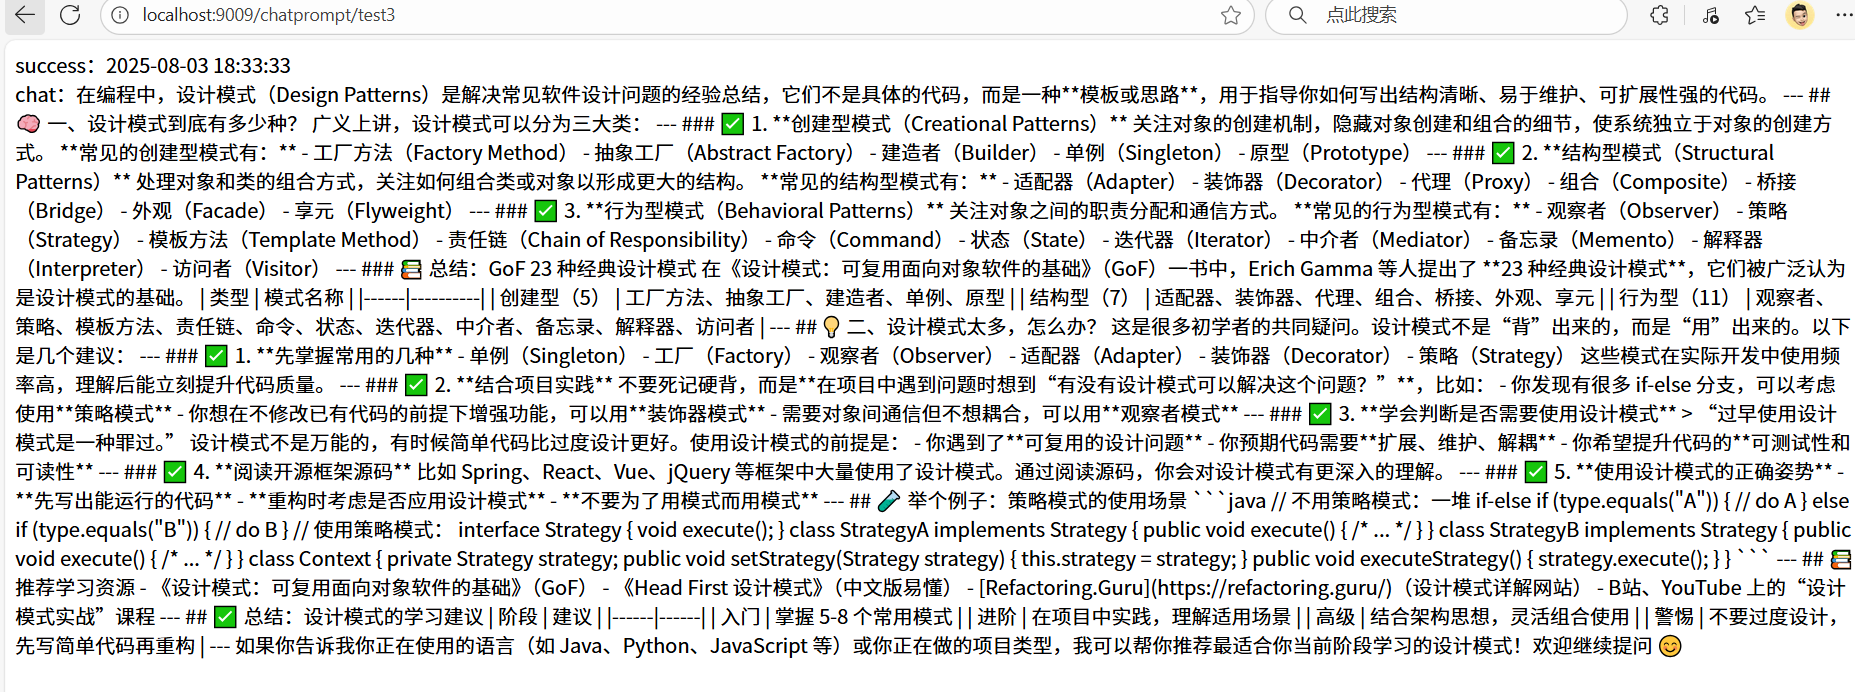 localhost:9009/chatprompt/test3
点此搜索
success：2025-08-03 18:33:33
chat：在编程中，设计模式（Design Patterns）是解决常见软件设计问题的经验总结，它们不是具体的代码，而是一种**模板或思路**，用于指导你如何写出结构清晰、易于维护、可扩展性强的代码。 --- ##
🧠 一、设计模式到底有多少种？ 广义上讲，设计模式可以分为三大类： --- ### ✅ 1. **创建型模式（Creational Patterns）** 关注对象的创建机制，隐藏对象创建和组合的细节，使系统独立于对象的创建方
式。 **常见的创建型模式有：** - 工厂方法（Factory Method） - 抽象工厂（Abstract Factory） - 建造者（Builder） - 单例（Singleton） - 原型（Prototype） --- ### ✅ 2. **结构型模式（Structural
Patterns）** 处理对象和类的组合方式，关注如何组合类或对象以形成更大的结构。 **常见的结构型模式有：** - 适配器（Adapter） - 装饰器（Decorator） - 代理（Proxy） - 组合（Composite） - 桥接
（Bridge） - 外观（Facade） - 享元（Flyweight） --- ### ✅ 3. **行为型模式（Behavioral Patterns）** 关注对象之间的职责分配和通信方式。 **常见的行为型模式有：** - 观察者（Observer） - 策略
（Strategy） - 模板方法（Template Method） - 责任链（Chain of Responsibility） - 命令（Command） - 状态（State） - 迭代器（Iterator） - 中介者（Mediator） - 备忘录（Memento） - 解释器
（Interpreter） - 访问者（Visitor） --- ### 📚 总结：GoF 23 种经典设计模式 在《设计模式：可复用面向对象软件的基础》（GoF）一书中，Erich Gamma 等人提出了 **23 种经典设计模式**，它们被广泛认为
是设计模式的基础。 | 类型 | 模式名称 | |------|----------| | 创建型（5） | 工厂方法、抽象工厂、建造者、单例、原型 | | 结构型（7） | 适配器、装饰器、代理、组合、桥接、外观、享元 | | 行为型（11） | 观察者、
策略、模板方法、责任链、命令、状态、迭代器、中介者、备忘录、解释器、访问者 | --- ## 💡 二、设计模式太多，怎么办？ 这是很多初学者的共同疑问。设计模式不是“背”出来的，而是“用”出来的。以下
是几个建议： --- ### ✅ 1. **先掌握常用的几种** - 单例（Singleton） - 工厂（Factory） - 观察者（Observer） - 适配器（Adapter） - 装饰器（Decorator） - 策略（Strategy） 这些模式在实际开发中使用频
率高，理解后能立刻提升代码质量。 --- ### ✅ 2. **结合项目实践** 不要死记硬背，而是**在项目中遇到问题时想到“有没有设计模式可以解决这个问题？”**，比如： - 你发现有很多 if-else 分支，可以考虑
使用**策略模式** - 你想在不修改已有代码的前提下增强功能，可以用**装饰器模式** - 需要对象间通信但不想耦合，可以用**观察者模式** --- ### ✅ 3. **学会判断是否需要使用设计模式** > “过早使用设计
模式是一种罪过。” 设计模式不是万能的，有时候简单代码比过度设计更好。使用设计模式的前提是： - 你遇到了**可复用的设计问题** - 你预期代码需要**扩展、维护、解耦** - 你希望提升代码的**可测试性和
可读性** --- ### ✅ 4. **阅读开源框架源码** 比如 Spring、React、Vue、jQuery 等框架中大量使用了设计模式。通过阅读源码，你会对设计模式有更深入的理解。 --- ### ✅ 5. **使用设计模式的正确姿势** -
**先写出能运行的代码** - **重构时考虑是否应用设计模式** - **不要为了用模式而用模式** --- ## 🧪 举个例子：策略模式的使用场景 ```java // 不用策略模式：一堆 if-else if (type.equals("A")) { // do A } else
if (type.equals("B")) { // do B } // 使用策略模式： interface Strategy { void execute(); } class StrategyA implements Strategy { public void execute() { /* ... */ } } class StrategyB implements Strategy { public
void execute() { /* ... */ } } class Context { private Strategy strategy; public void setStrategy(Strategy strategy) { this.strategy = strategy; } public void executeStrategy() { strategy.execute(); } } ``` --- ## 📚
推荐学习资源 - 《设计模式：可复用面向对象软件的基础》（GoF） - 《Head First 设计模式》（中文版易懂） - [Refactoring.Guru](https://refactoring.guru/)（设计模式详解网站） - B站、YouTube 上的“设计
模式实战”课程 --- ## ✅ 总结：设计模式的学习建议 | 阶段 | 建议 | |------|------| | 入门 | 掌握 5-8 个常用模式 | | 进阶 | 在项目中实践，理解适用场景 | | 高级 | 结合架构思想，灵活组合使用 | | 警惕 | 不要过度设计，
先写简单代码再重构 | --- 如果你告诉我你正在使用的语言（如 Java、Python、JavaScript 等）或你正在做的项目类型，我可以帮你推荐最适合你当前阶段学习的设计模式！欢迎继续提问 😊